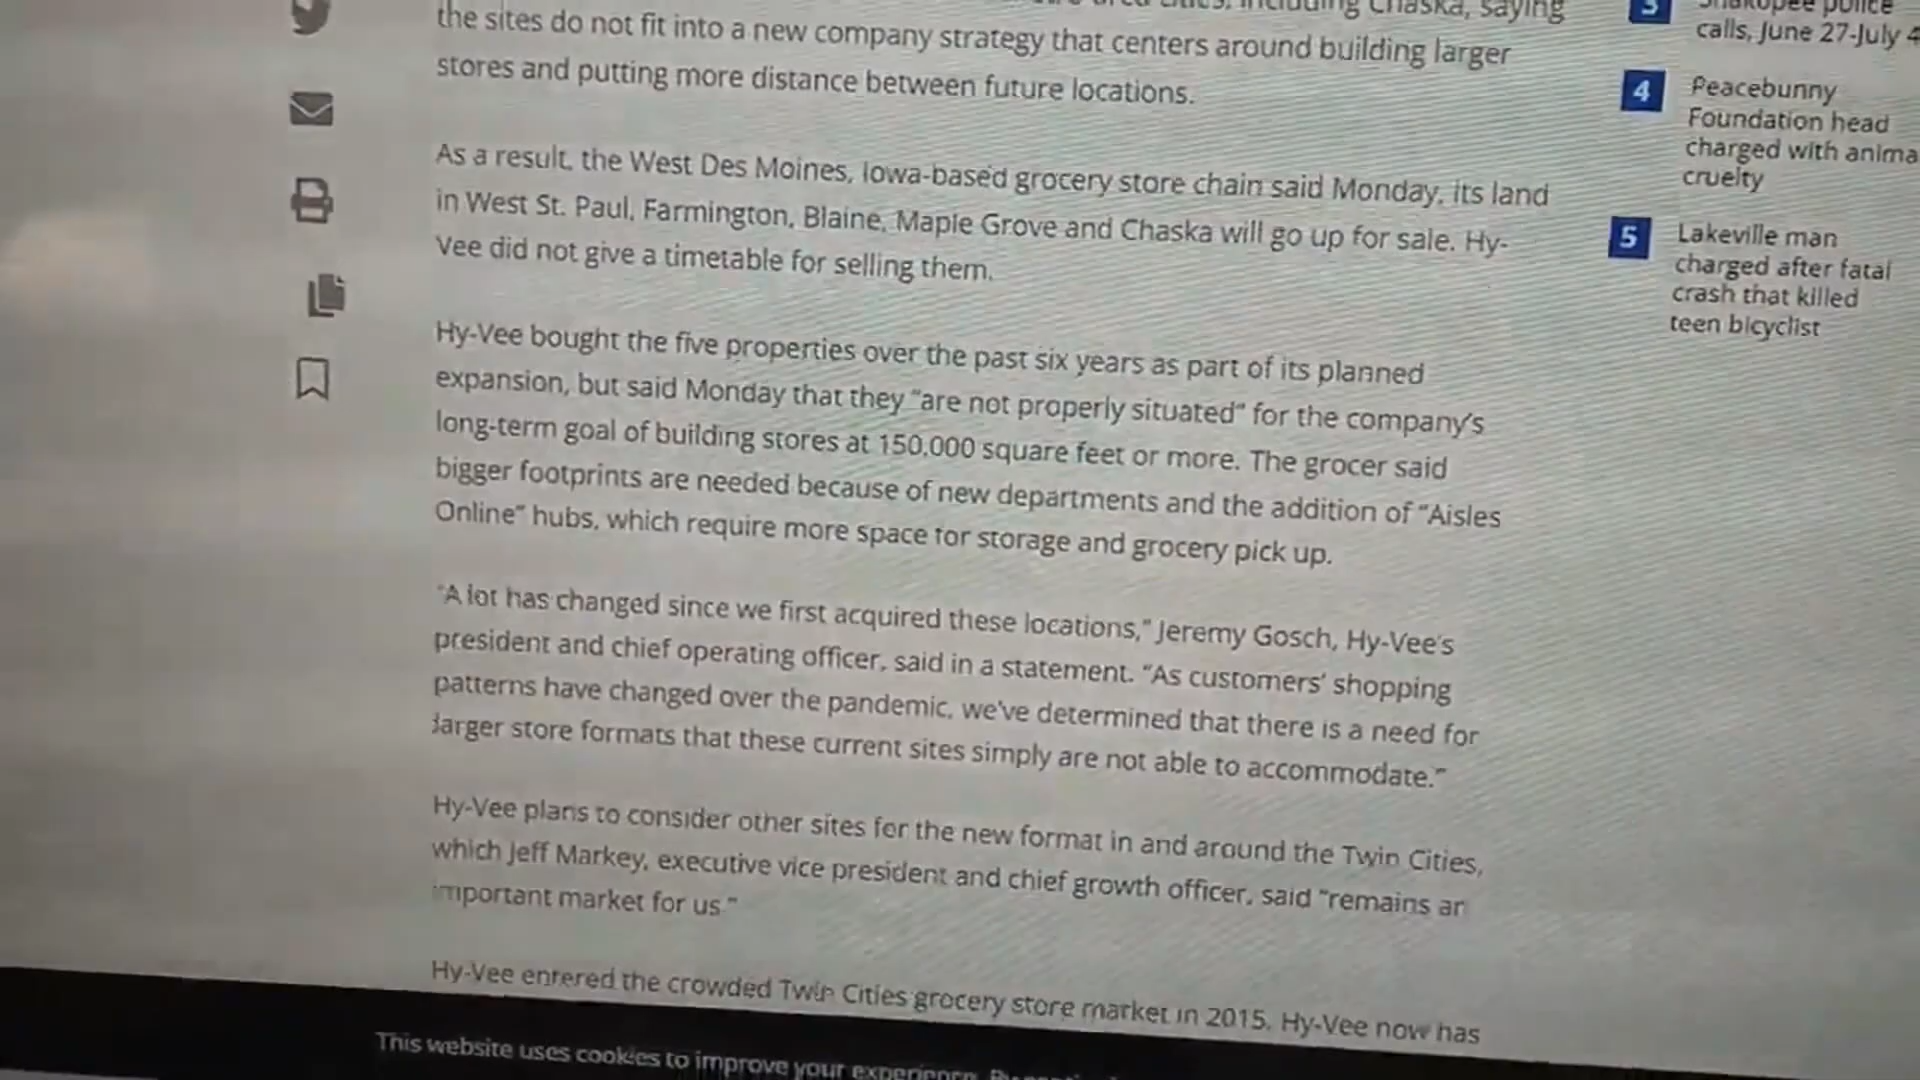 including Chaska, saying
the sites do not fit into a new company strategy that centers around building larger
stores and putting more distance between future locations.
As a result, the West Des Moines, Iowa-based grocery store chain said Monday, its land
in West St. Paul, Farmington, Blaine, Maple Grove and Chaska will go up for sale. Hy-
Vee did not give a timetable for selling them.
Hy-Vee bought the five properties over the past six years as part of its planned
expansion, but said Monday that they “are not properly situated” for the company’s
long-term goal of building stores at 150,000 square feet or more. The grocer said
bigger footprints are needed because of new departments and the addition of “Aisles
Online” hubs, which require more space for storage and grocery pick up.
“A lot has changed since we first acquired these locations,” Jeremy Gosch, Hy-Vee’s
president and chief operating officer, said in a statement. “As customers’ shopping
patterns have changed over the pandemic, we’ve determined that there is a need for
larger store formats that these current sites simply are not able to accommodate.”
Hy-Vee plans to consider other sites for the new format in and around the Twin Cities,
which Jeff Markey, executive vice president and chief growth officer, said “remains an
important market for us.”
Hy-Vee entered the crowded Twin Cities grocery store market in 2015. Hy-Vee now has
This website uses cookies to improve your experience.
3 Shakopee police
calls, June 27-July 4
4 Peacebunny
Foundation head
charged with anima
cruelty
5 Lakeville man
charged after fatal
crash that killed
teen bicyclist